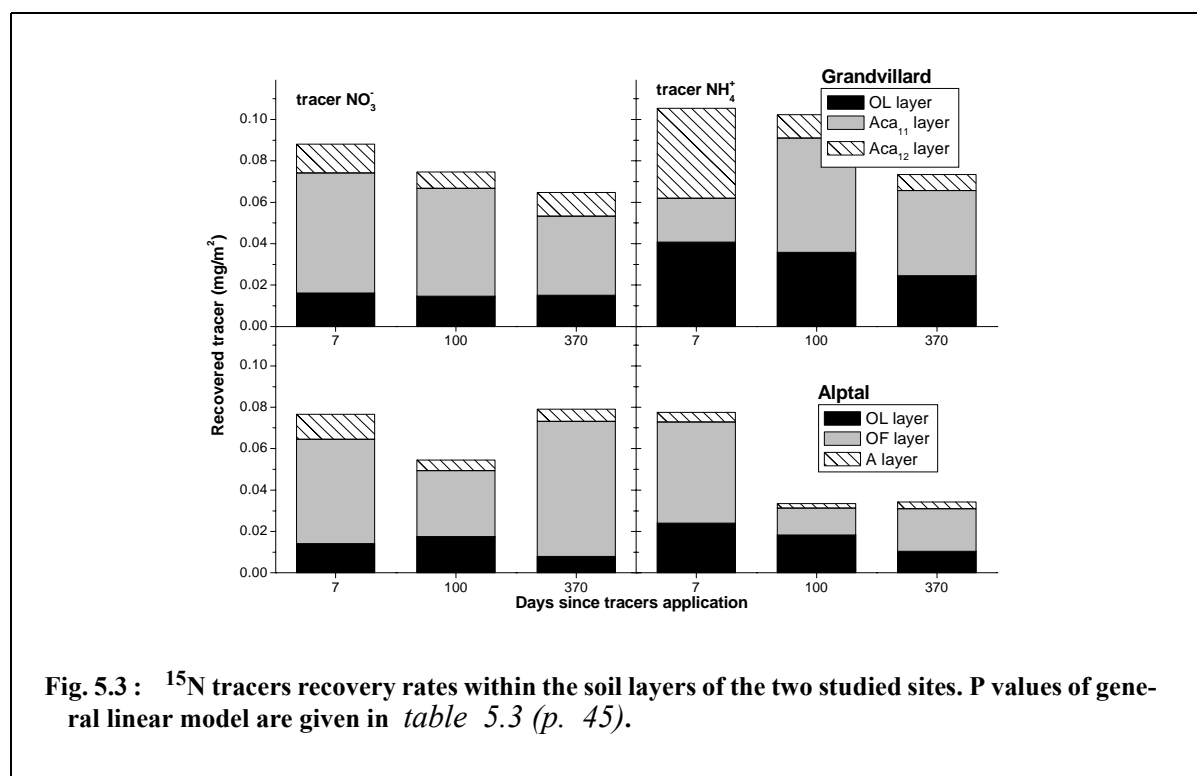 Grandvillard
tracer NO₃⁻
tracer NH₄⁺
OL layer
Aca₁₁ layer
Aca₁₂ layer
0.10
0.08
0.06
0.04
0.02
0.00
7
100
370
7
100
370
Recovered tracer (mg/m²)
Alptal
OL layer
OF layer
A layer
0.10
0.08
0.06
0.04
0.02
0.00
7
100
370
7
100
370
Days since tracers application
Fig. 5.3 : ¹⁵N tracers recovery rates within the soil layers of the two studied sites. P values of gene-
ral linear model are given in table 5.3 (p. 45).